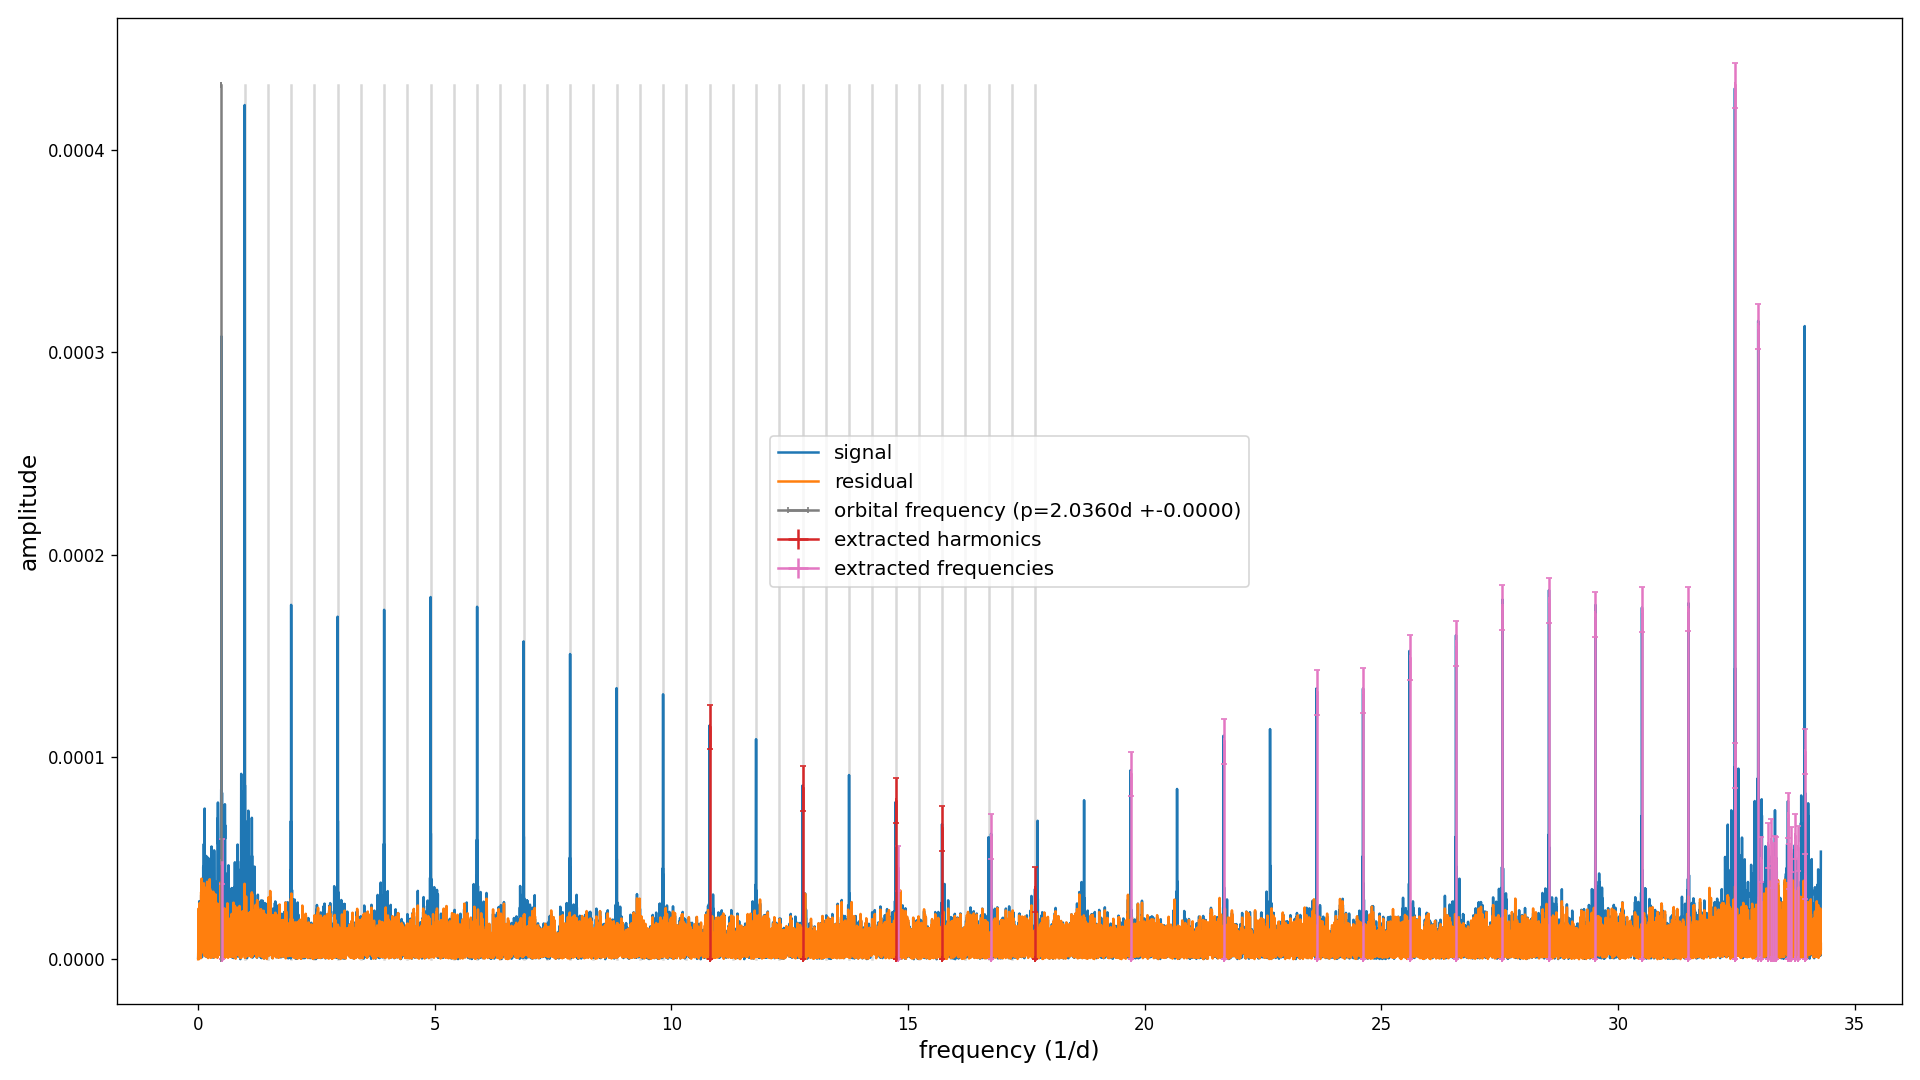 0.0004
0.0003
0.0002
0.0001
0.0000
amplitude
signal
residual
orbital frequency (p=2.0360d +-0.0000)
extracted harmonics
extracted frequencies
0 5 10 15 20 25 30 35
frequency (1/d)